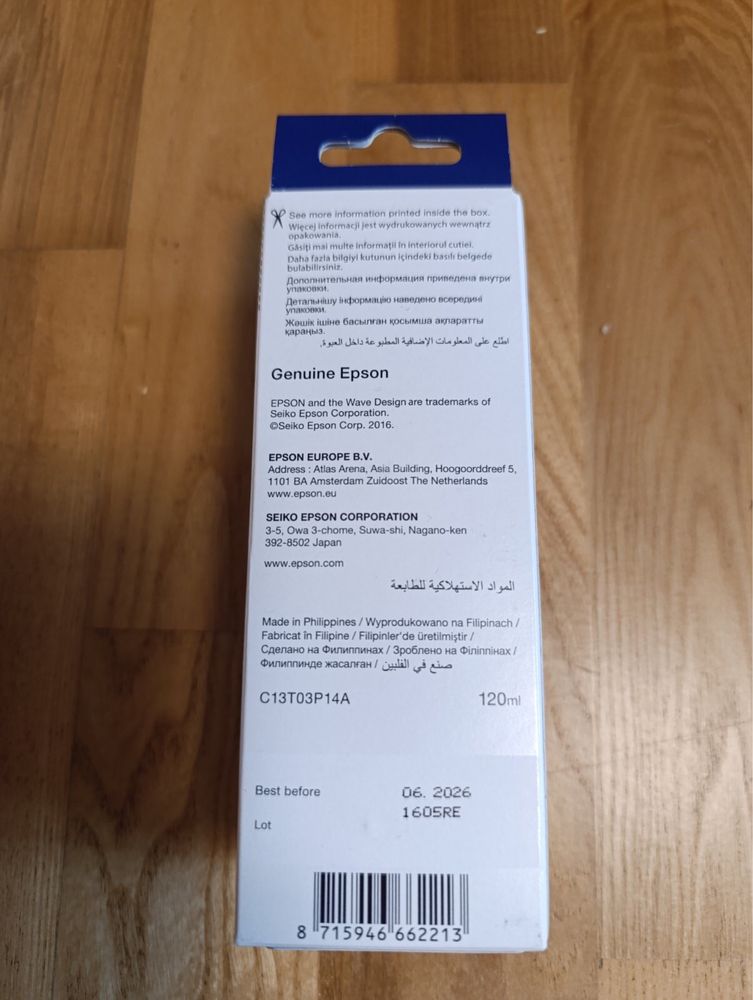 See more information printed inside the box.
Więcej informacji jest wydrukowanych wewnątrz
opakowania.
Găsiți mai multe informații în interiorul cutiei.
Daha fazla bilgiyi kutunun içindeki basılı belgede
bulabilirsiniz.
Дополнительная информация приведена внутри
упаковки.
Детальнішу інформацію наведено всередині
упаковки.
Жәшік ішіне басылған қосымша ақпаратты
қараңыз.
اطلع على المعلومات الإضافية المطبوعة داخل العبوة.
Genuine Epson
EPSON and the Wave Design are trademarks of
Seiko Epson Corporation.
©Seiko Epson Corp. 2016.
EPSON EUROPE B.V.
Address : Atlas Arena, Asia Building, Hoogoorddreef 5,
1101 BA Amsterdam Zuidoost The Netherlands
www.epson.eu
SEIKO EPSON CORPORATION
3-5, Owa 3-chome, Suwa-shi, Nagano-ken
392-8502 Japan
www.epson.com
المواد الاستهلاكية للطابعة
Made in Philippines / Wyprodukowano na Filipinach /
Fabricat în Filipine / Filipinler'de üretilmiştir /
Сделано на Филиппинах / Зроблено на Філіппінах /
Филиппинде жасалған / صنع في الفلبين
C13T03P14A 120ml
Best before 06. 2026
1605RE
Lot
8 715946 662213